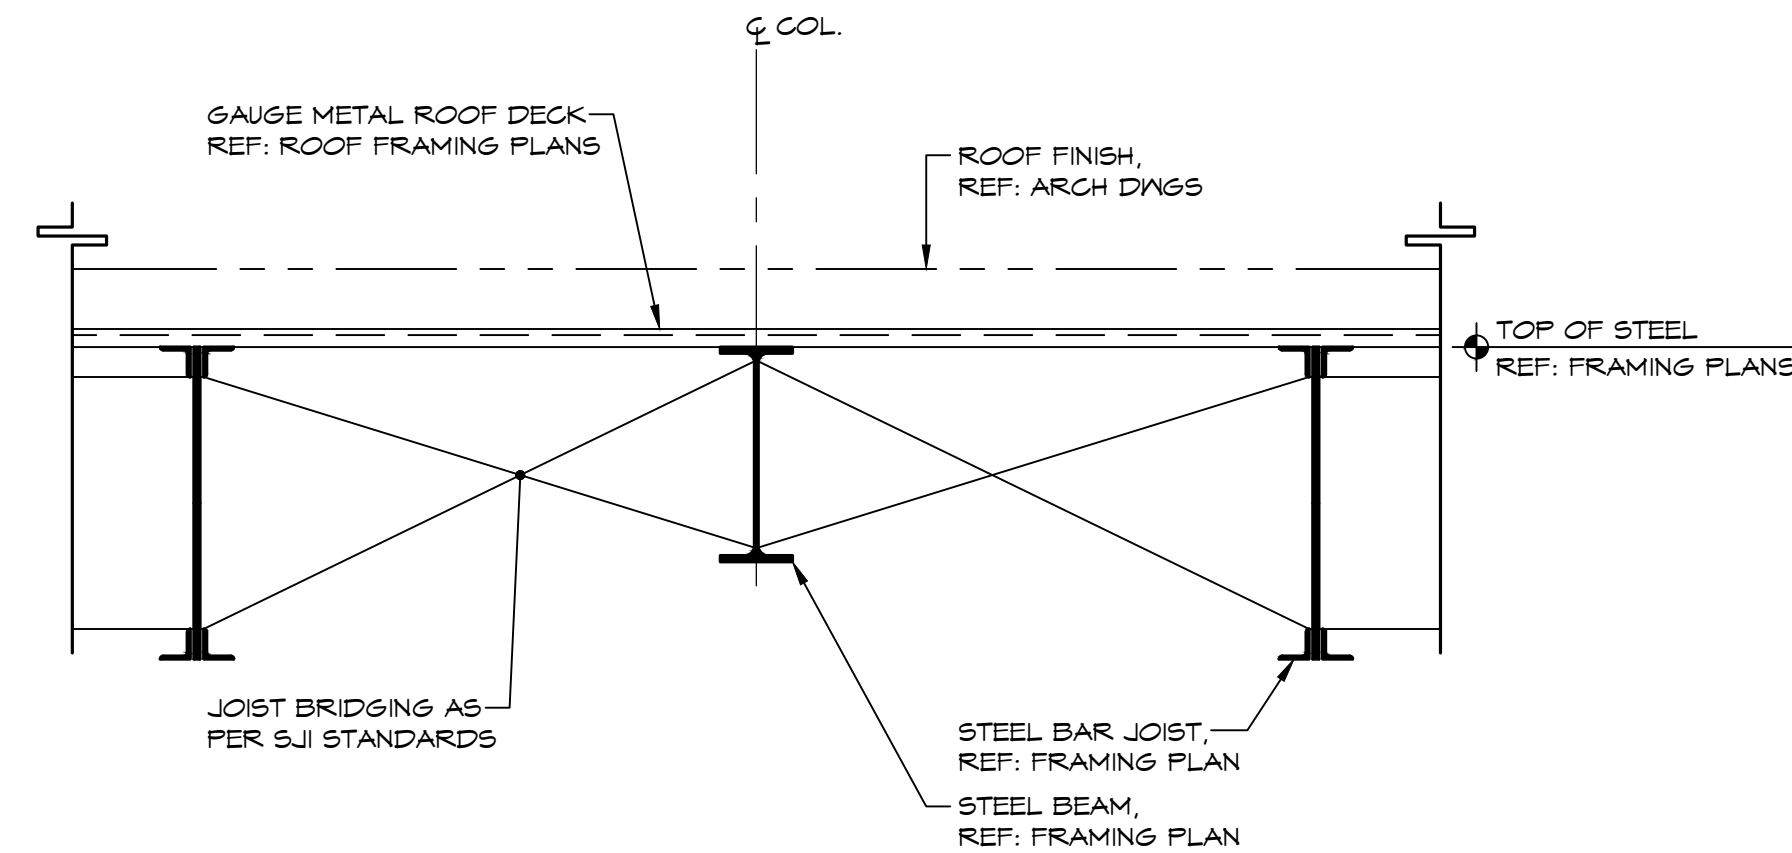 ℄ COL.
GAUGE METAL ROOF DECK
REF: ROOF FRAMING PLANS
ROOF FINISH,
REF: ARCH DWGS
TOP OF STEEL
REF: FRAMING PLANS
JOIST BRIDGING AS
PER SJI STANDARDS
STEEL BAR JOIST,
REF: FRAMING PLAN
STEEL BEAM,
REF: FRAMING PLAN